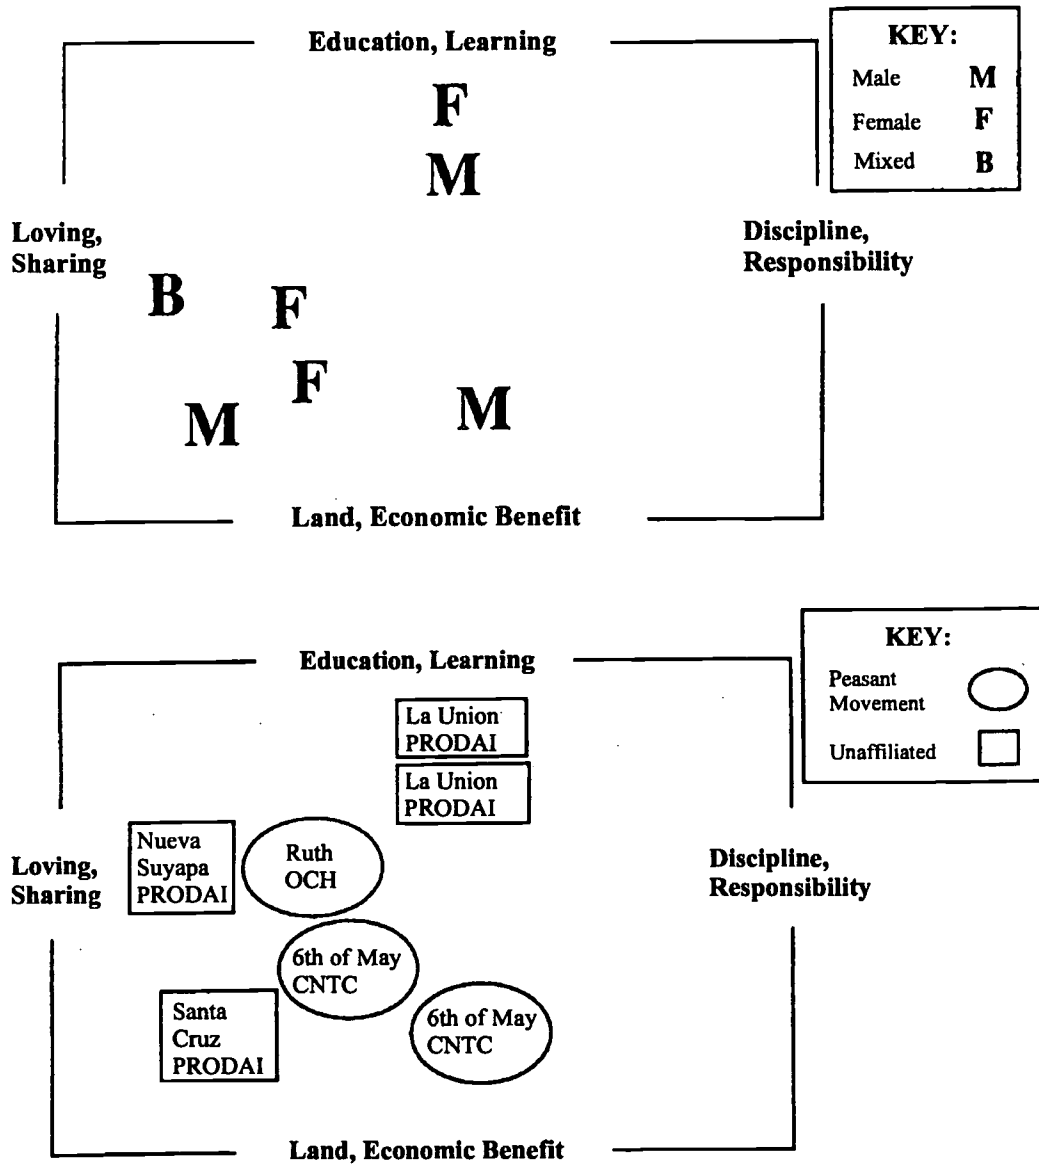 Education, Learning
KEY:
Male M
Female F
Mixed B
F
M
Loving,
Sharing
Discipline,
Responsibility
B
F
F
M
M
Land, Economic Benefit
Education, Learning
KEY:
Peasant
Movement
Unaffiliated
La Union
PRODAI
La Union
PRODAI
Nueva
Suyapa
PRODAI
Ruth
OCH
Loving,
Sharing
Discipline,
Responsibility
6th of May
CNTC
Santa
Cruz
PRODAI
6th of May
CNTC
Land, Economic Benefit